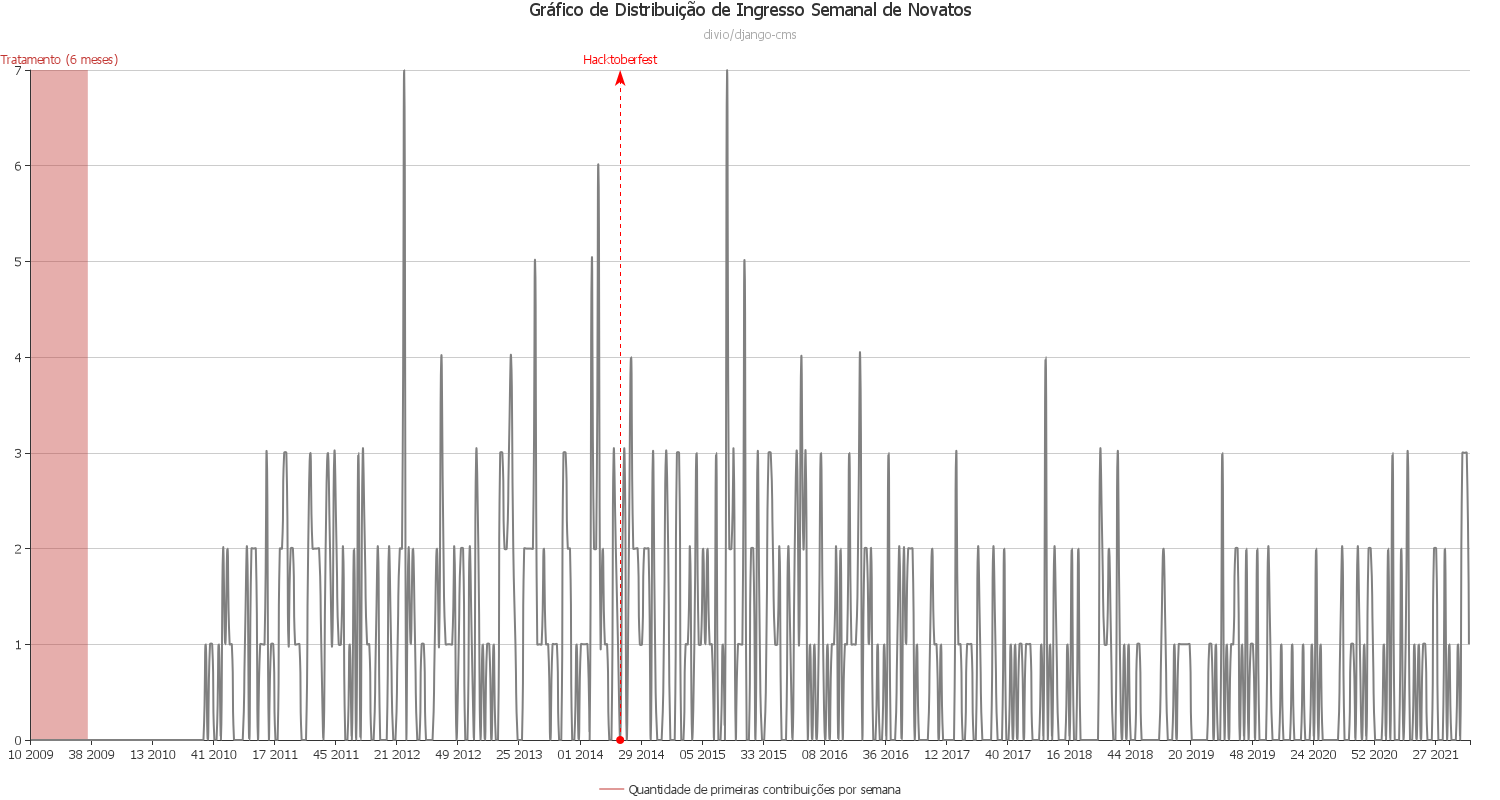 Gráfico de Distribuição de Ingresso Semanal de Novatos
divio/django-cms
Tratamento (6 meses)
Hacktoberfest
7
6
5
4
3
2
1
0
10 2009 38 2009 13 2010 41 2010 17 2011 45 2011 21 2012 49 2012 25 2013 01 2014 29 2014 05 2015 33 2015 08 2016 36 2016 12 2017 40 2017 16 2018 44 2018 20 2019 48 2019 24 2020 52 2020 27 2021
Quantidade de primeiras contribuições por semana